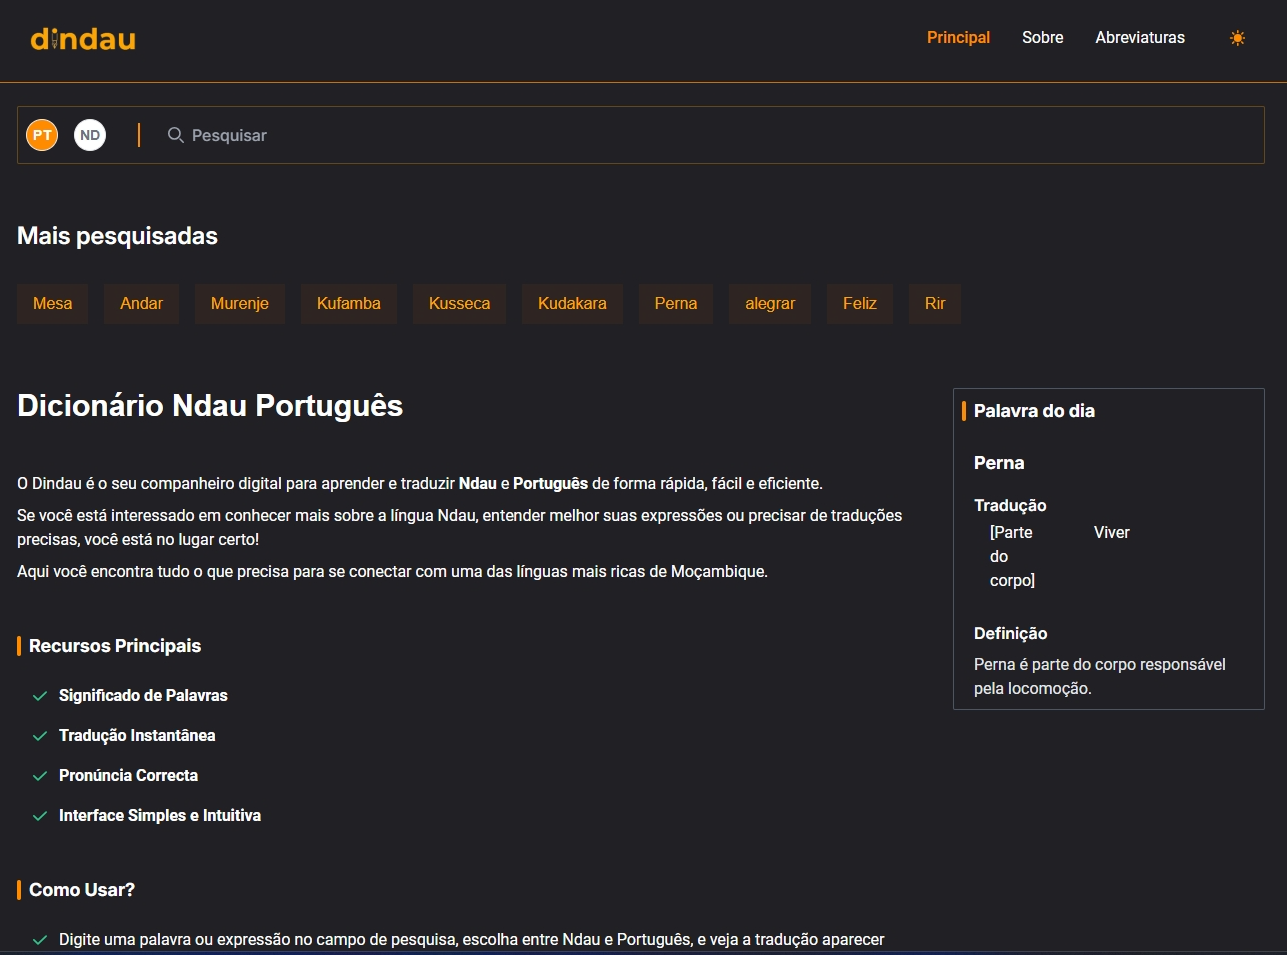 dindau
Principal Sobre Abreviaturas
PT ND Pesquisar
Mais pesquisadas
Mesa Andar Murenje Kufamba Kusseca Kudakara Perna alegrar Feliz Rir
Dicionário Ndau Português
O Dindau é o seu companheiro digital para aprender e traduzir Ndau e Português de forma rápida, fácil e eficiente.
Se você está interessado em conhecer mais sobre a língua Ndau, entender melhor suas expressões ou precisar de traduções
precisas, você está no lugar certo!
Aqui você encontra tudo o que precisa para se conectar com uma das línguas mais ricas de Moçambique.
Recursos Principais
Significado de Palavras
Tradução Instantânea
Pronúncia Correcta
Interface Simples e Intuitiva
Como Usar?
Digite uma palavra ou expressão no campo de pesquisa, escolha entre Ndau e Português, e veja a tradução aparecer
Palavra do dia
Perna
Tradução
[Parte Viver
do
corpo]
Definição
Perna é parte do corpo responsável
pela locomoção.